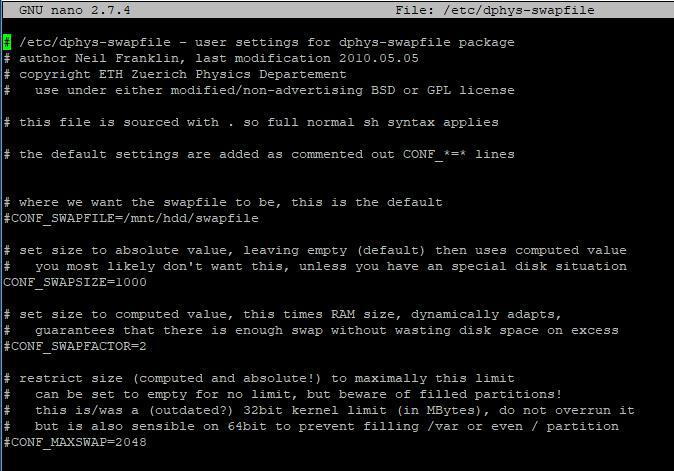 GNU nano 2.7.4 File: /etc/dphys-swapfile
# /etc/dphys-swapfile - user settings for dphys-swapfile package
# author Neil Franklin, last modification 2010.05.05
# copyright ETH Zuerich Physics Departement
#   use under either modified/non-advertising BSD or GPL license
# this file is sourced with . so full normal sh syntax applies
# the default settings are added as commented out CONF_*=* lines
# where we want the swapfile to be, this is the default
#CONF_SWAPFILE=/mnt/hdd/swapfile
# set size to absolute value, leaving empty (default) then uses computed value
#   you most likely don't want this, unless you have an special disk situation
CONF_SWAPSIZE=1000
# set size to computed value, this times RAM size, dynamically adapts,
#   guarantees that there is enough swap without wasting disk space on excess
#CONF_SWAPFACTOR=2
# restrict size (computed and absolute!) to maximally this limit
#   can be set to empty for no limit, but beware of filled partitions!
#   this is/was a (outdated?) 32bit kernel limit (in MBytes), do not overrun it
#   but is also sensible on 64bit to prevent filling /var or even / partition
#CONF_MAXSWAP=2048